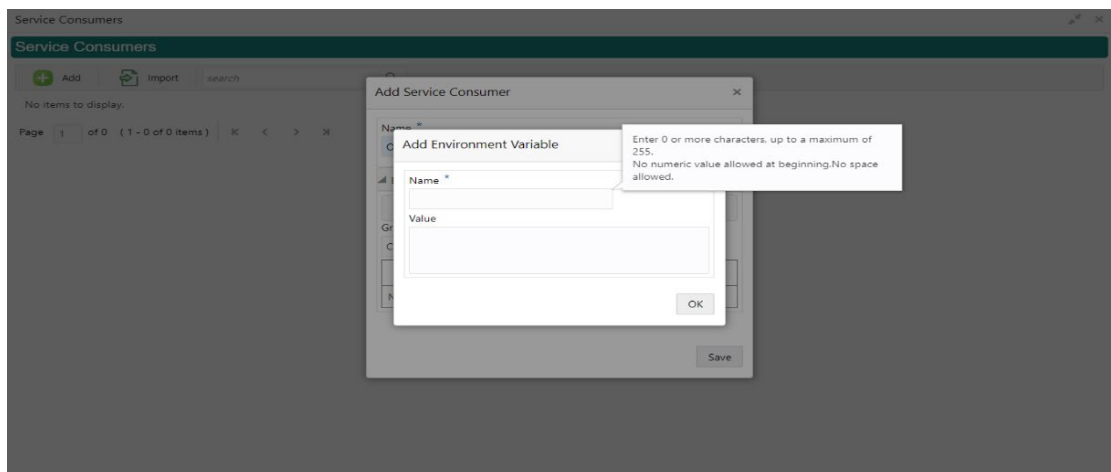 Service Consumers
Service Consumers
Add Import search
No items to display.
Page 1 of 0 (1 - 0 of 0 items) K < > >|
Add Service Consumer
Name *
Add Environment Variable
Enter 0 or more characters, up to a maximum of
255.
No numeric value allowed at beginning.No space
allowed.
Name *
Value
OK
Save